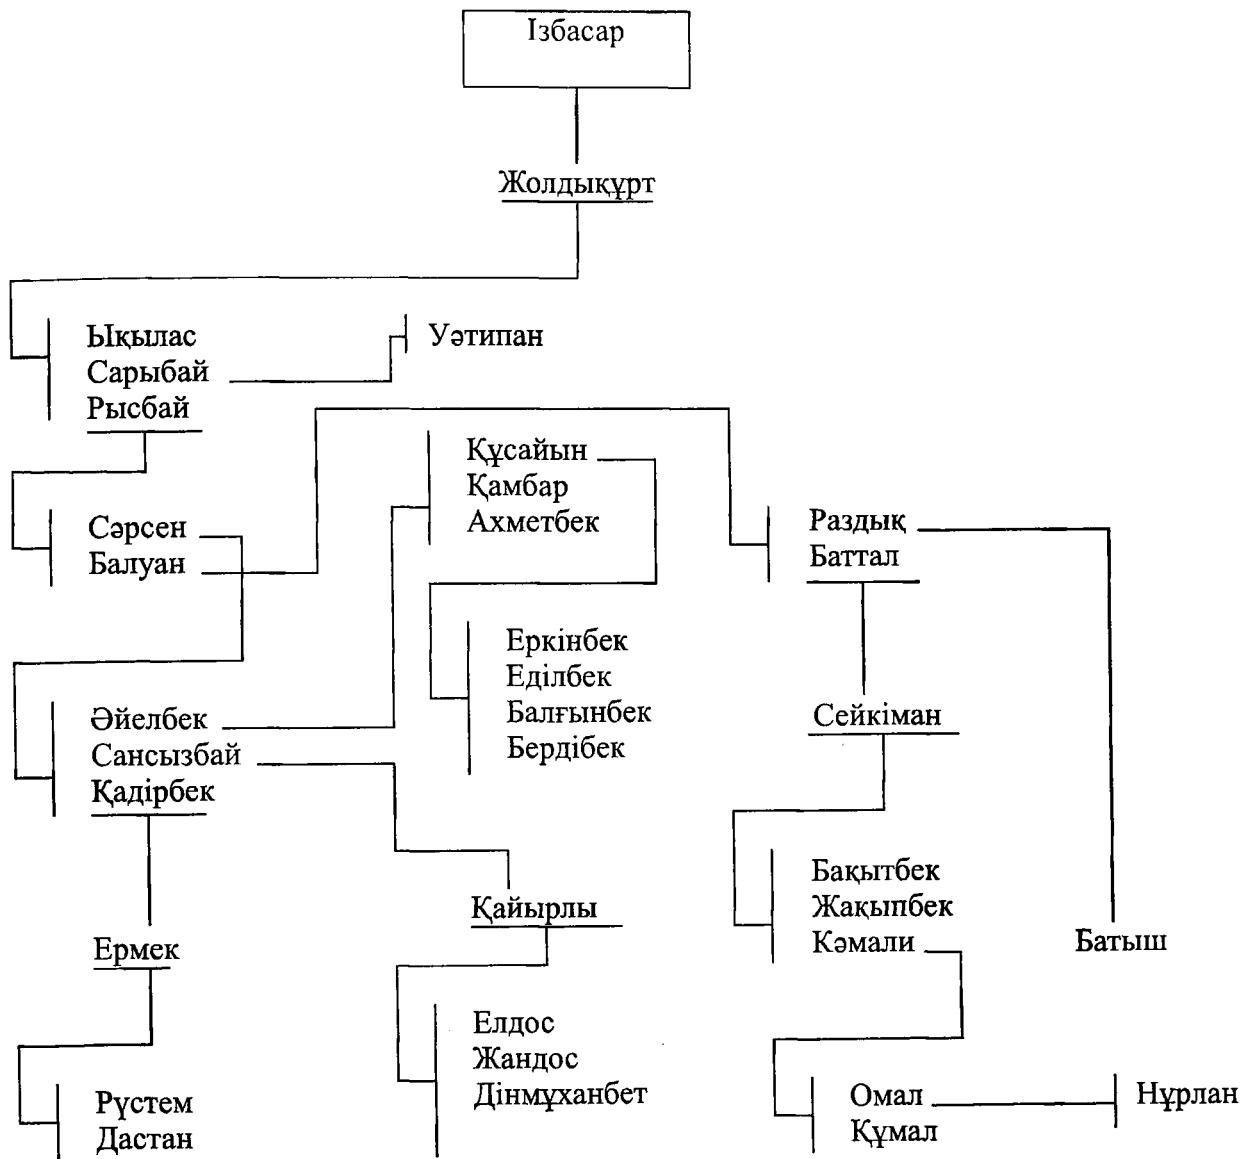 Ізбасар
Жолдықұрт
Ықылас
Сарыбай
Рысбай
Уәтипан
Сәрсен
Балуан
Құсайын
Қамбар
Ахметбек
Раздық
Баттал
Еркінбек
Еділбек
Балғынбек
Бердібек
Әйелбек
Сансызбай
Қадірбек
Сейкіман
Бақытбек
Жақыпбек
Кәмали
Қайырлы
Ермек
Батыш
Елдос
Жандос
Дінмұханбет
Рүстем
Дастан
Омал
Құмал
Нұрлан